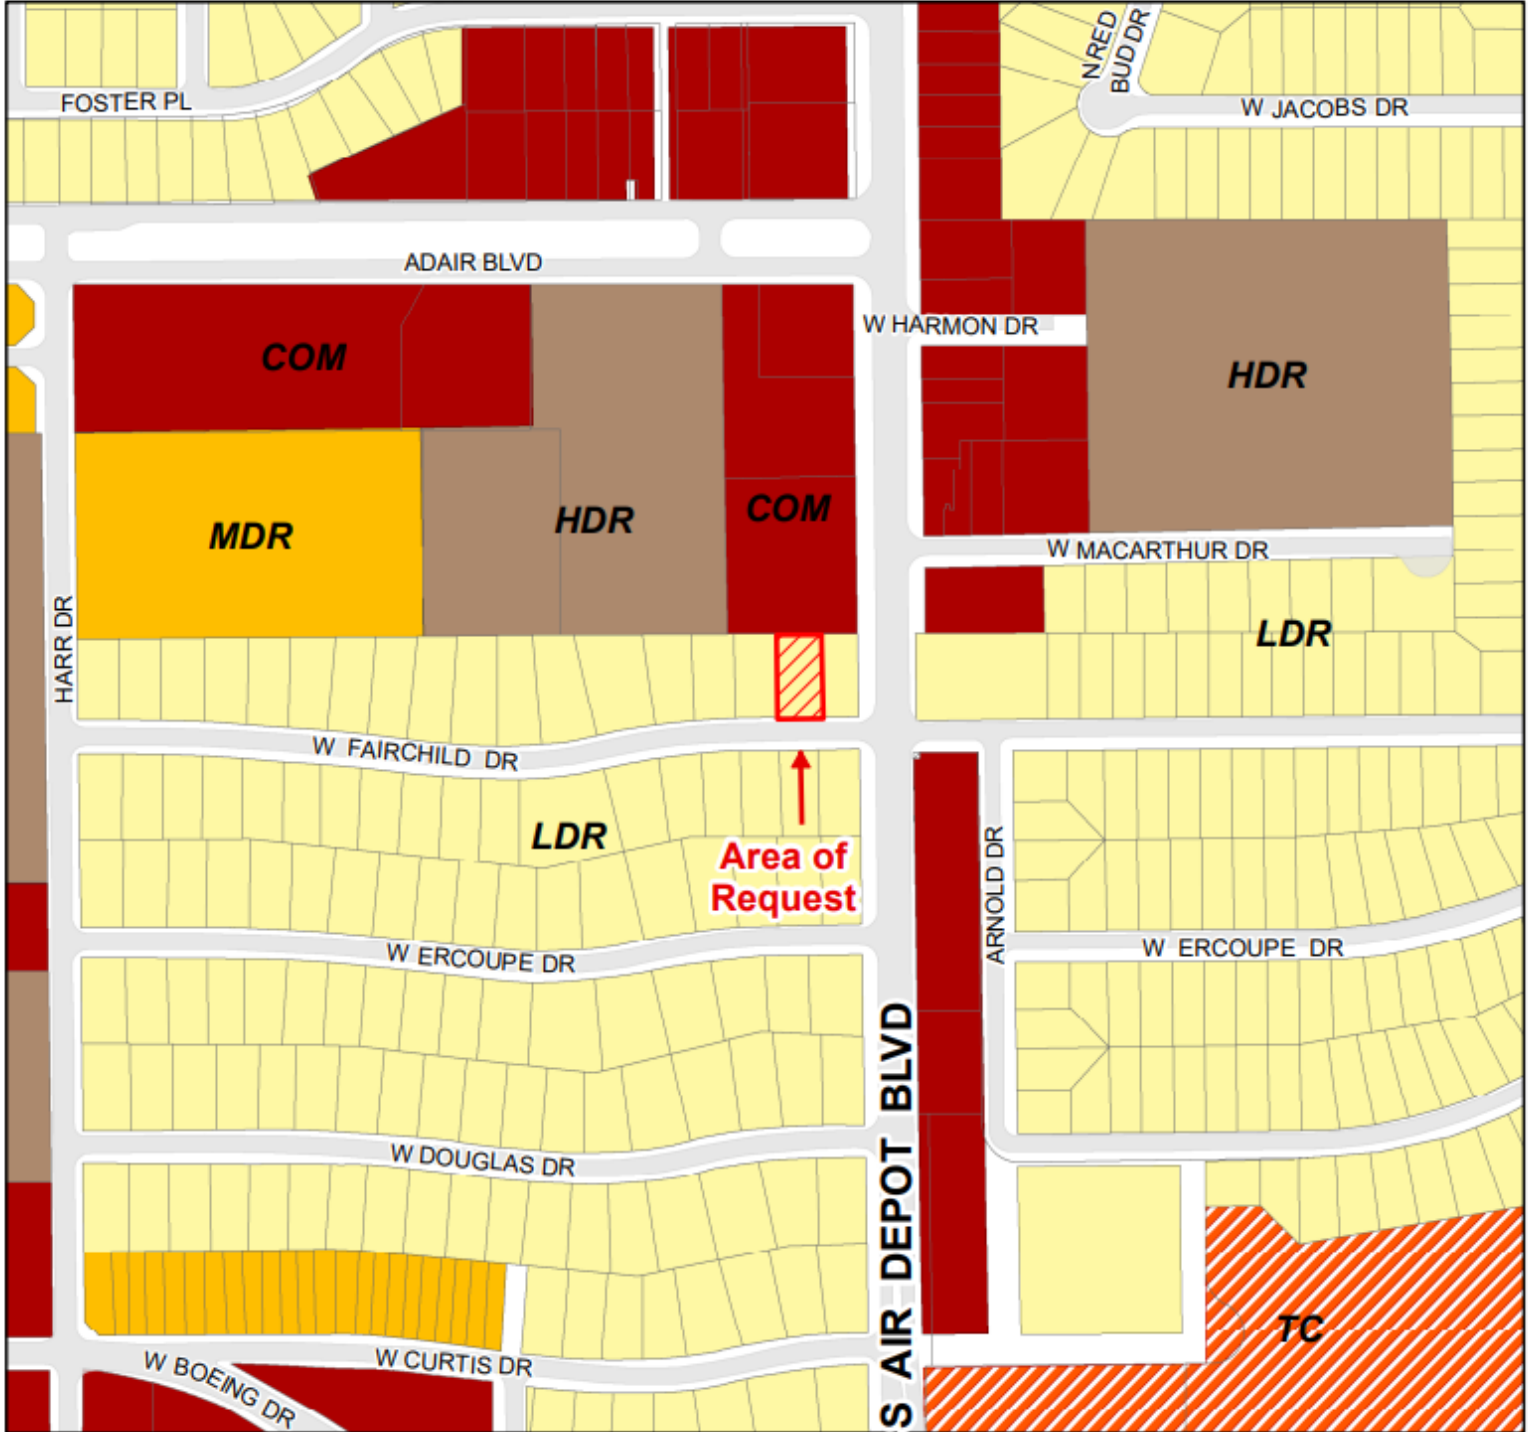 N RED
BUD DR
FOSTER PL
W JACOBS DR
ADAIR BLVD
W HARMON DR
COM
HDR
COM
HDR
MDR
W MACARTHUR DR
LDR
HARR DR
W FAIRCHILD DR
LDR
Area of
Request
ARNOLD DR
W ERCOUPE DR
W ERCOUPE DR
S AIR DEPOT BLVD
W DOUGLAS DR
TC
W CURTIS DR
W BOEING DR